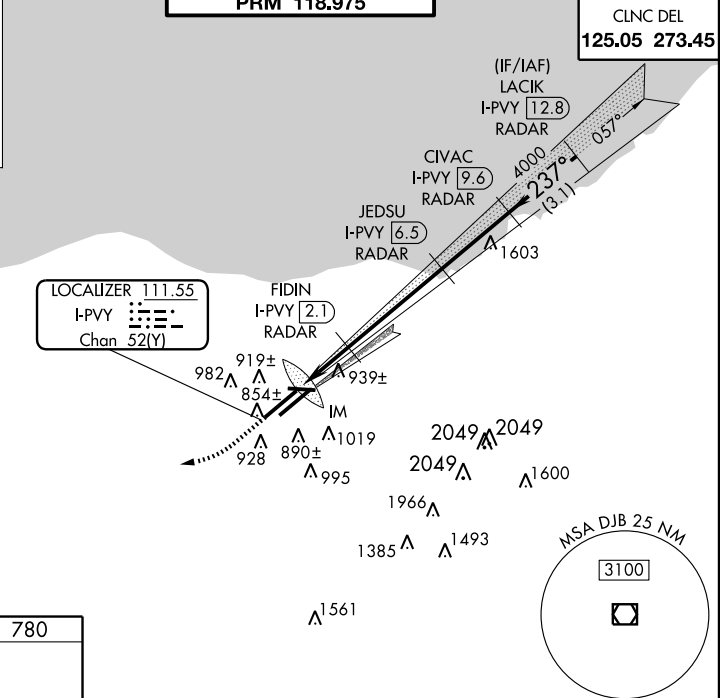 PRM 118.975
CLNC DEL
125.05 273.45
(IF/IAF)
LACIK
I-PVY 12.8
RADAR
057°
4000
237°
(3.1)
CIVAC
I-PVY 9.6
RADAR
JEDSU
I-PVY 6.5
RADAR
1603
LOCALIZER 111.55
I-PVY
Chan 52(Y)
FIDIN
I-PVY 2.1
RADAR
982
919±
939±
854±
IM
928
890±
1019
995
2049
2049
2049
1600
1966
1385
1493
1561
MSA DJB 25 NM
3100
780